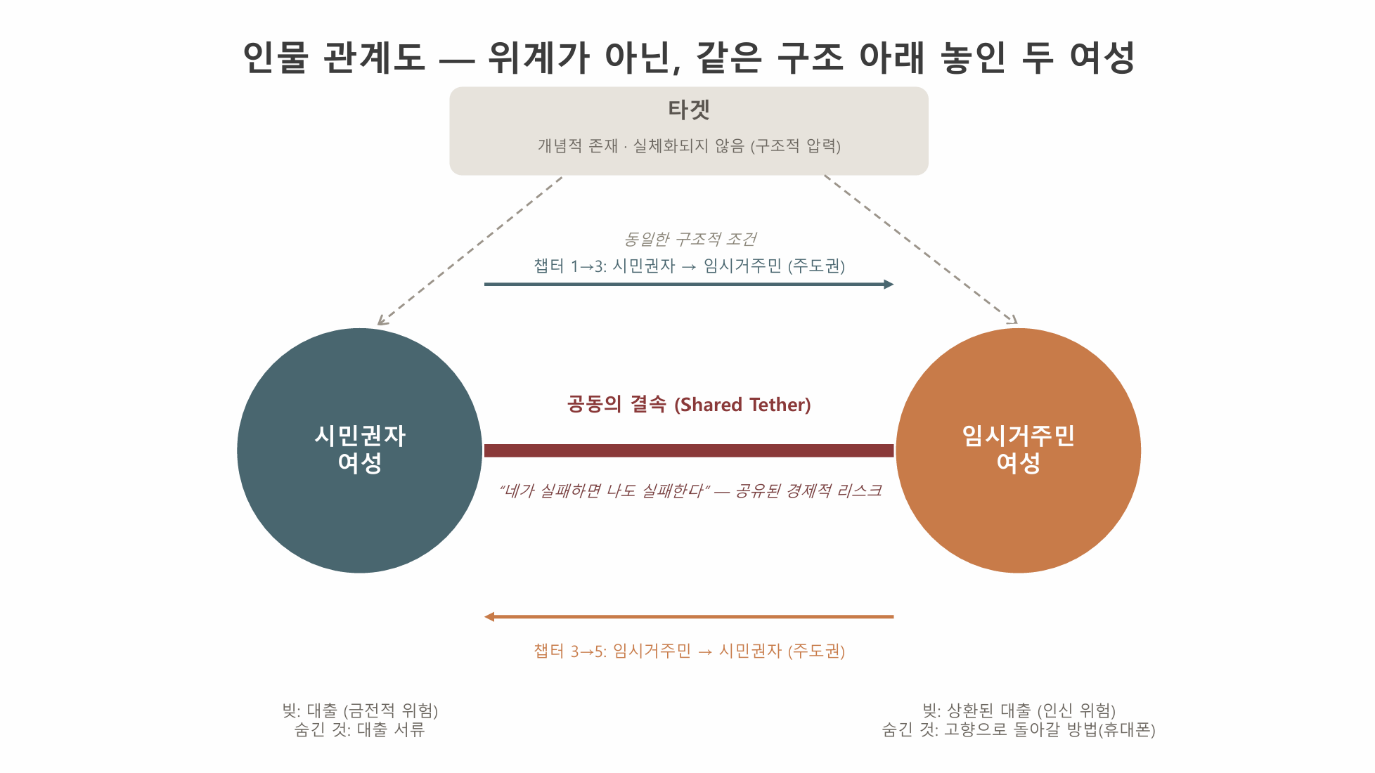 인물 관계도 — 위계가 아닌, 같은 구조 아래 놓인 두 여성
타겟
개념적 존재 · 실체화되지 않음 (구조적 압력)
동일한 구조적 조건
챕터 1→3: 시민권자 → 임시거주민 (주도권)
공동의 결속 (Shared Tether)
시민권자
여성
임시거주민
여성
“네가 실패하면 나도 실패한다” — 공유된 경제적 리스크
챕터 3→5: 임시거주민 → 시민권자 (주도권)
빚: 대출 (금전적 위험)
숨긴 것: 대출 서류
빚: 상환된 대출 (인신 위험)
숨긴 것: 고향으로 돌아갈 방법(휴대폰)